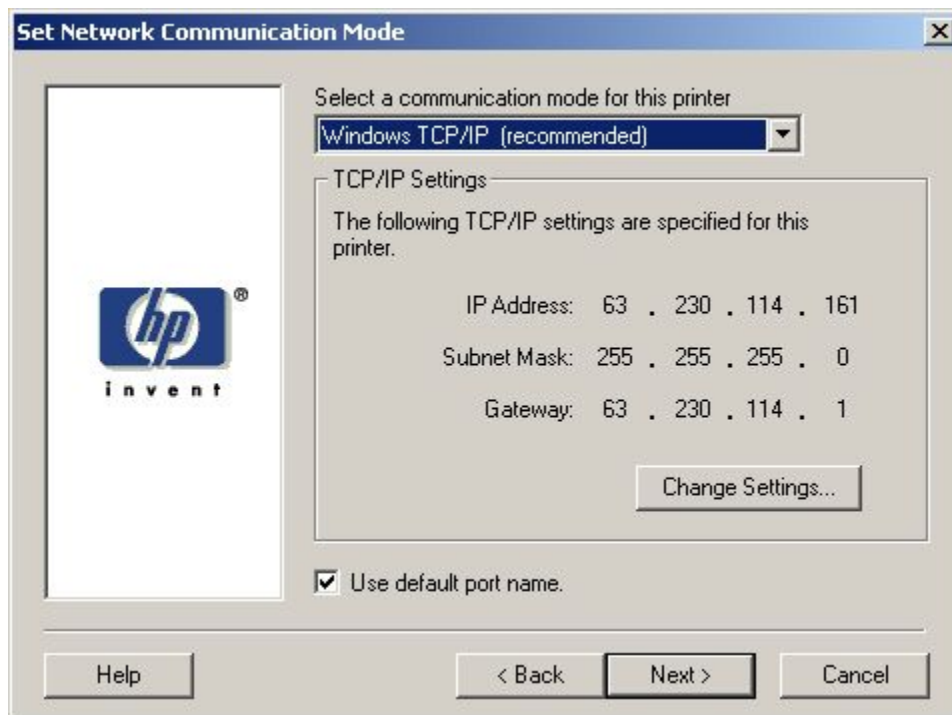 Set Network Communication Mode
Select a communication mode for this printer
Windows TCP/IP (recommended)
TCP/IP Settings
The following TCP/IP settings are specified for this
printer.
hp ®
invent
IP Address: 63 . 230 . 114 . 161
Subnet Mask: 255 . 255 . 255 . 0
Gateway: 63 . 230 . 114 . 1
Change Settings...
Use default port name.
Help
< Back
Next >
Cancel